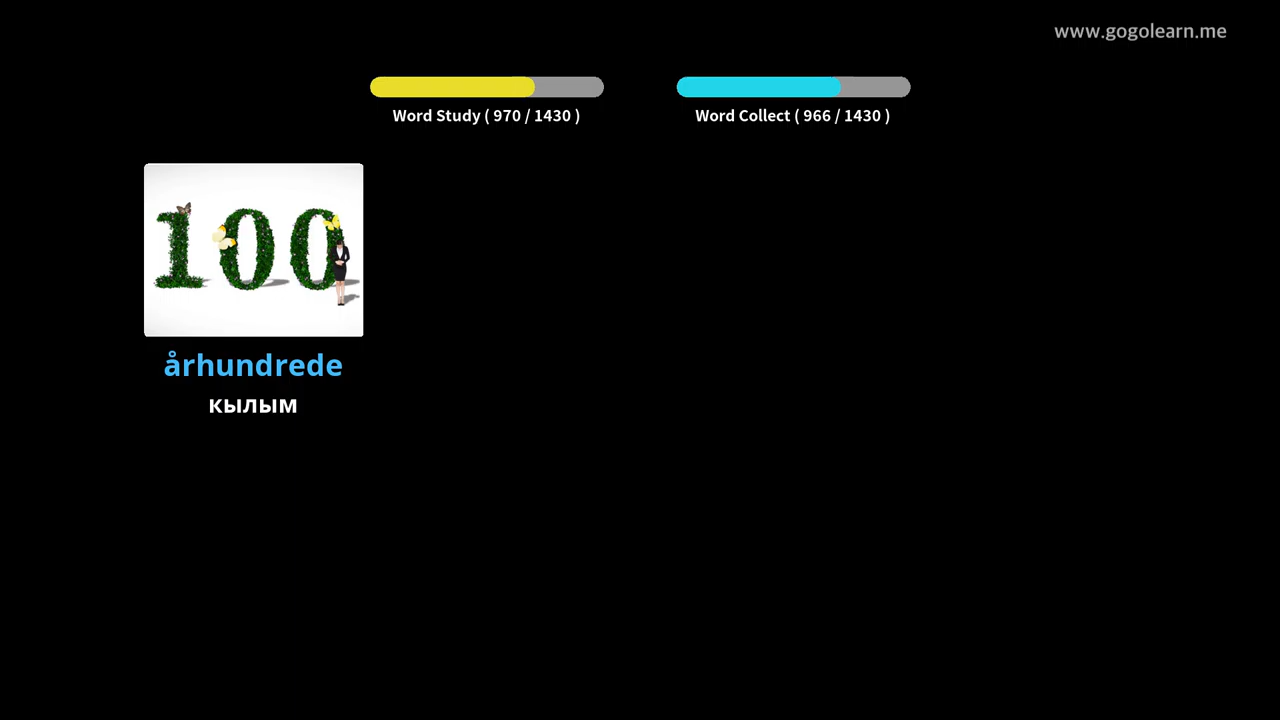 www.gogolearn.me
Word Study ( 970 / 1430 )
Word Collect ( 966 / 1430 )
100
århundrede
кылым